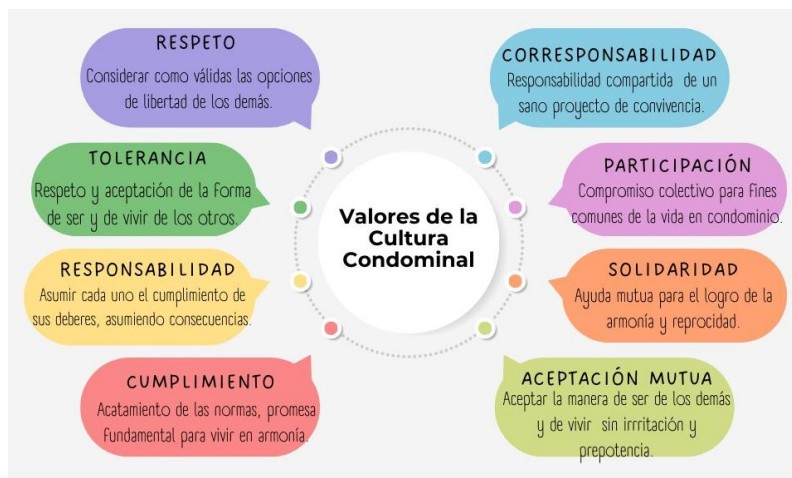 RESPETO
Considerar como válidas las opciones
de libertad de los demás.
TOLERANCIA
Respeto y aceptación de la forma
de ser y de vivir de los otros.
RESPONSABILIDAD
Asumir cada uno el cumplimiento de
sus deberes, asumiendo consecuencias.
CUMPLIMIENTO
Acatamiento de las normas, promesa
fundamental para vivir en armonía.
Valores de la
Cultura
Condominal
CORRESPONSABILIDAD
Responsabilidad compartida de un
sano proyecto de convivencia.
PARTICIPACIÓN
Compromiso colectivo para fines
comunes de la vida en condominio.
SOLIDARIDAD
Ayuda mutua para el logro de la
armonía y reprocidad.
ACEPTACIÓN MUTUA
Aceptar la manera de ser de los demás
y de vivir sin irrritación y
prepotencia.